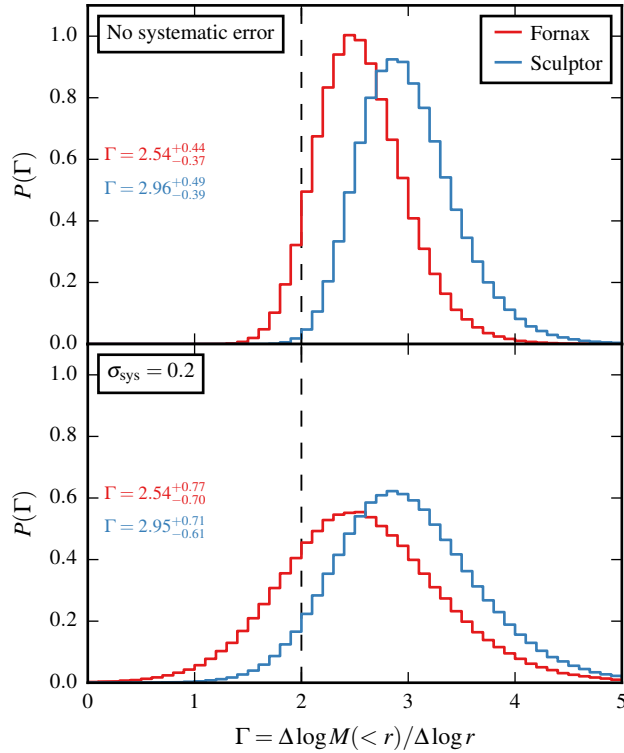 No systematic error
Fornax
Sculptor
Γ = 2.54 +0.44 −0.37
Γ = 2.96 +0.49 −0.39
P(Γ)
1.0
0.8
0.6
0.4
0.2
0.0
σsys = 0.2
Γ = 2.54 +0.77 −0.70
Γ = 2.95 +0.71 −0.61
P(Γ)
1.0
0.8
0.6
0.4
0.2
0.0
0 1 2 3 4 5
Γ = Δ log M(< r)/Δ log r